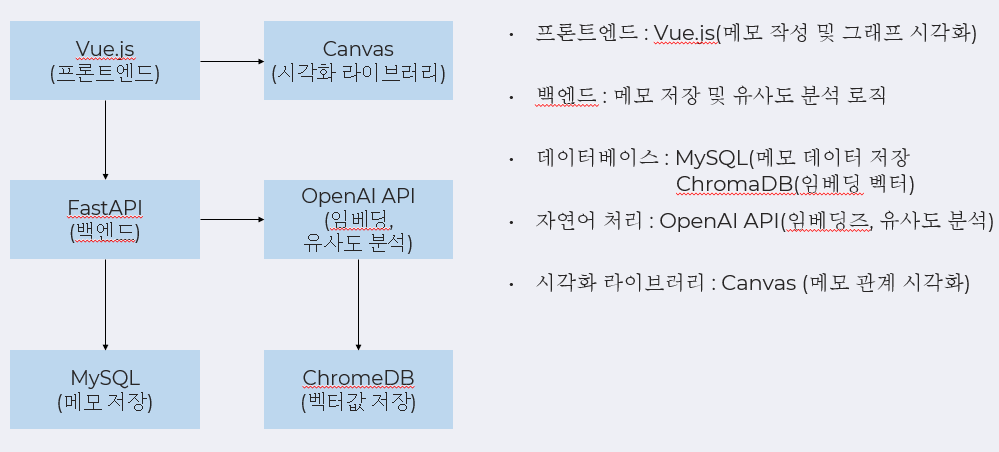 Vue.js
(프론트엔드)
Canvas
(시각화 라이브러리)
FastAPI
(백엔드)
OpenAI API
(임베딩,
유사도 분석)
MySQL
(메모 저장)
ChromeDB
(벡터값 저장)
• 프론트엔드 : Vue.js(메모 작성 및 그래프 시각화)
• 백엔드 : 메모 저장 및 유사도 분석 로직
• 데이터베이스 : MySQL(메모 데이터 저장
ChromaDB(임베딩 벡터)
• 자연어 처리 : OpenAI API(임베딩즈, 유사도 분석)
• 시각화 라이브러리 : Canvas (메모 관계 시각화)